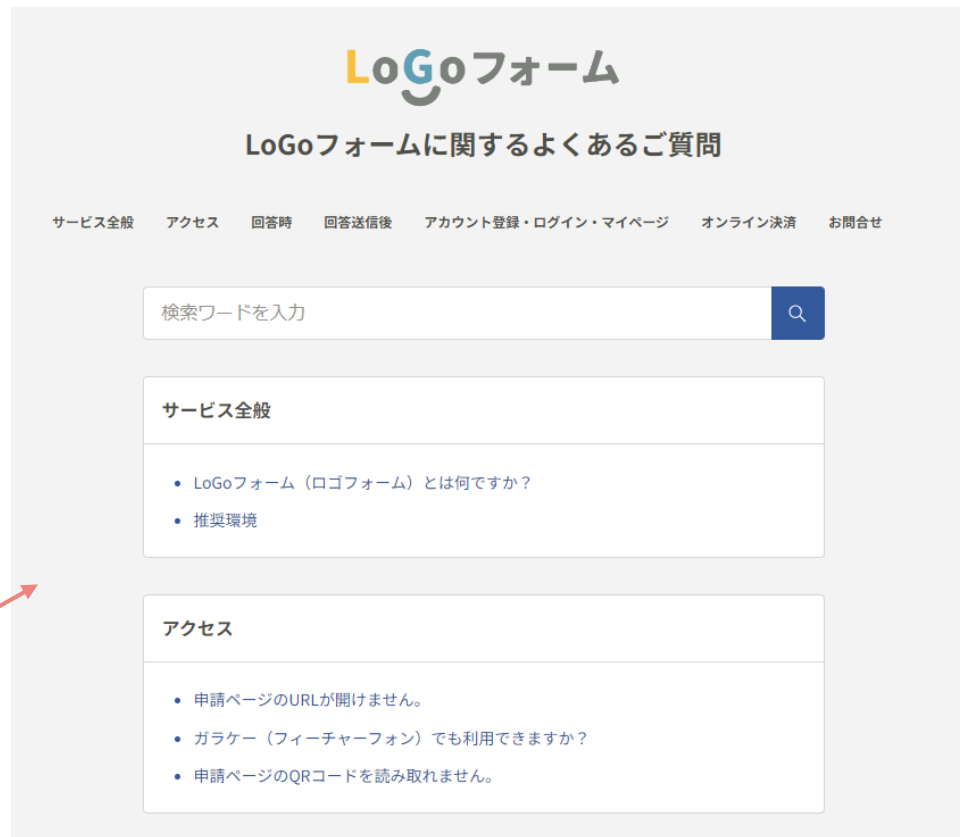 LoGoフォーム
LoGoフォームに関するよくあるご質問
サービス全般 アクセス 回答時 回答送信後 アカウント登録・ログイン・マイページ オンライン決済 お問合せ
検索ワードを入力
サービス全般
LoGoフォーム（ロゴフォーム）とは何ですか？
推奨環境
アクセス
申請ページのURLが開けません。
ガラケー（フィーチャーフォン）でも利用できますか？
申請ページのQRコードを読み取れません。